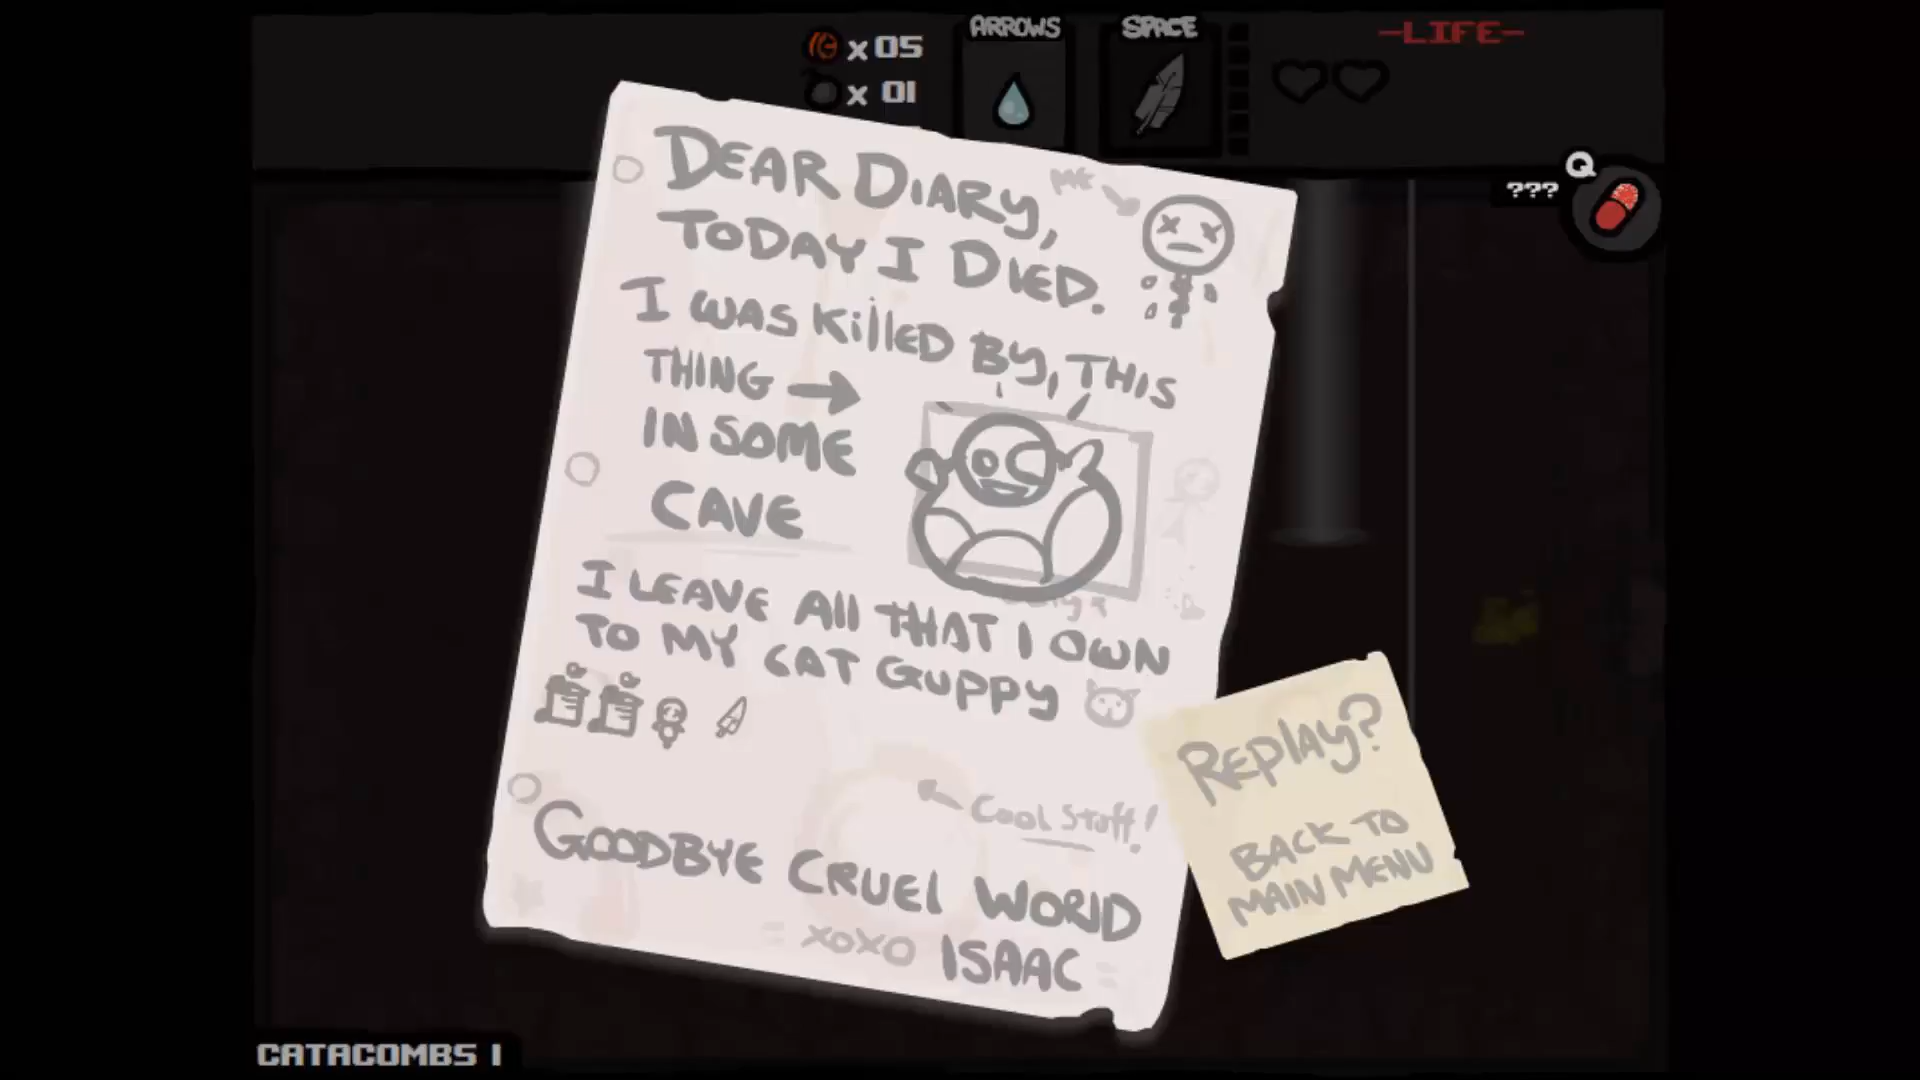 x 05
x 01
ARROWS
SPACE
-LIFE-
Q
???
DEAR DIARY,
ME
TODAY I DIED.
I WAS KILLED BY, THIS
THING
IN SOME
CAVE
I LEAVE ALL THAT I OWN
TO MY CAT GUPPY
COOL STUFF!
GOODBYE CRUEL WORLD
XOXO ISAAC
REPLAY?
BACK TO
MAIN MENU
CATACOMBS I